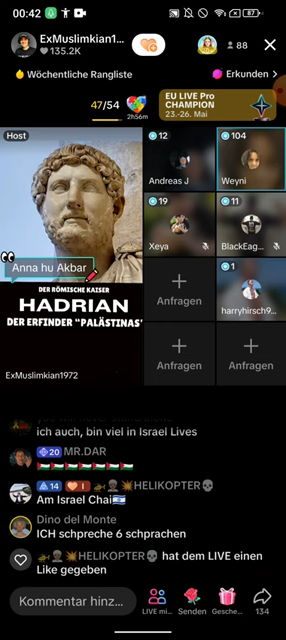 00:42
ExMuslimkian1...
135.2K
88
Wöchentliche Rangliste
Erkunden >
47/54
2h56m
EU LIVE Pro
CHAMPION
23.-26. Mai
Host
12
Andreas J
104
Weyni
Anna hu Akbar
19
Xeya
11
BlackEag...
DER RÖMISCHE KAISER
HADRIAN
DER ERFINDER "PALÄSTINAS'
Anfragen
1
harryhirsch9...
ExMuslimkian1972
Anfragen
Anfragen
ich auch, bin viel in Israel Lives
20 MR.DAR
14 1 HELIKOPTER
Am Israel Chai
Dino del Monte
ICH schpreche 6 schprachen
HELIKOPTER hat dem LIVE einen
Like gegeben
Kommentar hinz...
LIVE mi...
Senden
Gesche...
134